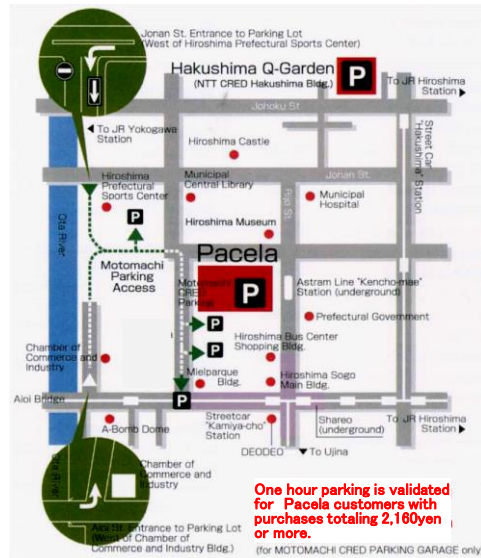 Jonan St. Entrance to Parking Lot
(West of Hiroshima Prefectural Sports Center)
Hakushima Q-Garden
(NTT CRED Hakushima Bldg.)
P
To JR Hiroshima
Station
Johoku St.
To JR Yokogawa
Station
Hiroshima Castle
Street Car
"Hakushima" Station
Jonan St.
Hiroshima
Prefectural
Sports Center
Municipal
Central Library
Municipal
Hospital
Rijo St.
Ota River
P
Hiroshima Museum
Pacela
Motomachi
Parking
Access
Motomachi
CRED
Parking
P
Astram Line "Kencho-mae"
Station (underground)
P
Prefectural Government
Chamber of
Commerce and
Industry
P
Hiroshima Bus Center
Shopping Bldg.
Mielparque
Bldg.
Hiroshima Sogo
Main Bldg.
Aioi Bridge
P
A-Bomb Dome
Streetcar
"Kamiya-cho"
Station
Shareo
(underground)
To JR Hiroshima
Station
DEODEO
To Ujina
Ota River
Chamber of
Commerce and
Industry
Aioi St. Entrance to Parking Lot
(West of Chamber of
Commerce and Industry Bldg.)
One hour parking is validated
for Pacela customers with
purchases totaling 2,160yen
or more.
(for MOTOMACHI CRED PARKING GARAGE only